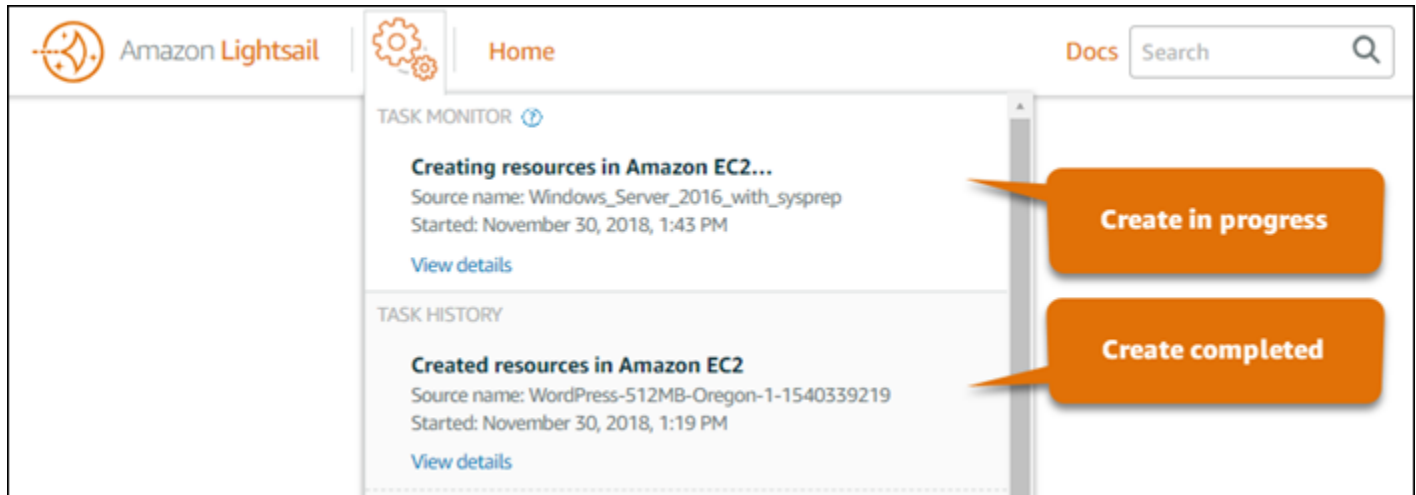 Amazon Lightsail
Home
Docs
Search
TASK MONITOR ?
Creating resources in Amazon EC2...
Source name: Windows_Server_2016_with_sysprep
Started: November 30, 2018, 1:43 PM
View details
Create in progress
TASK HISTORY
Created resources in Amazon EC2
Source name: WordPress-512MB-Oregon-1-1540339219
Started: November 30, 2018, 1:19 PM
View details
Create completed